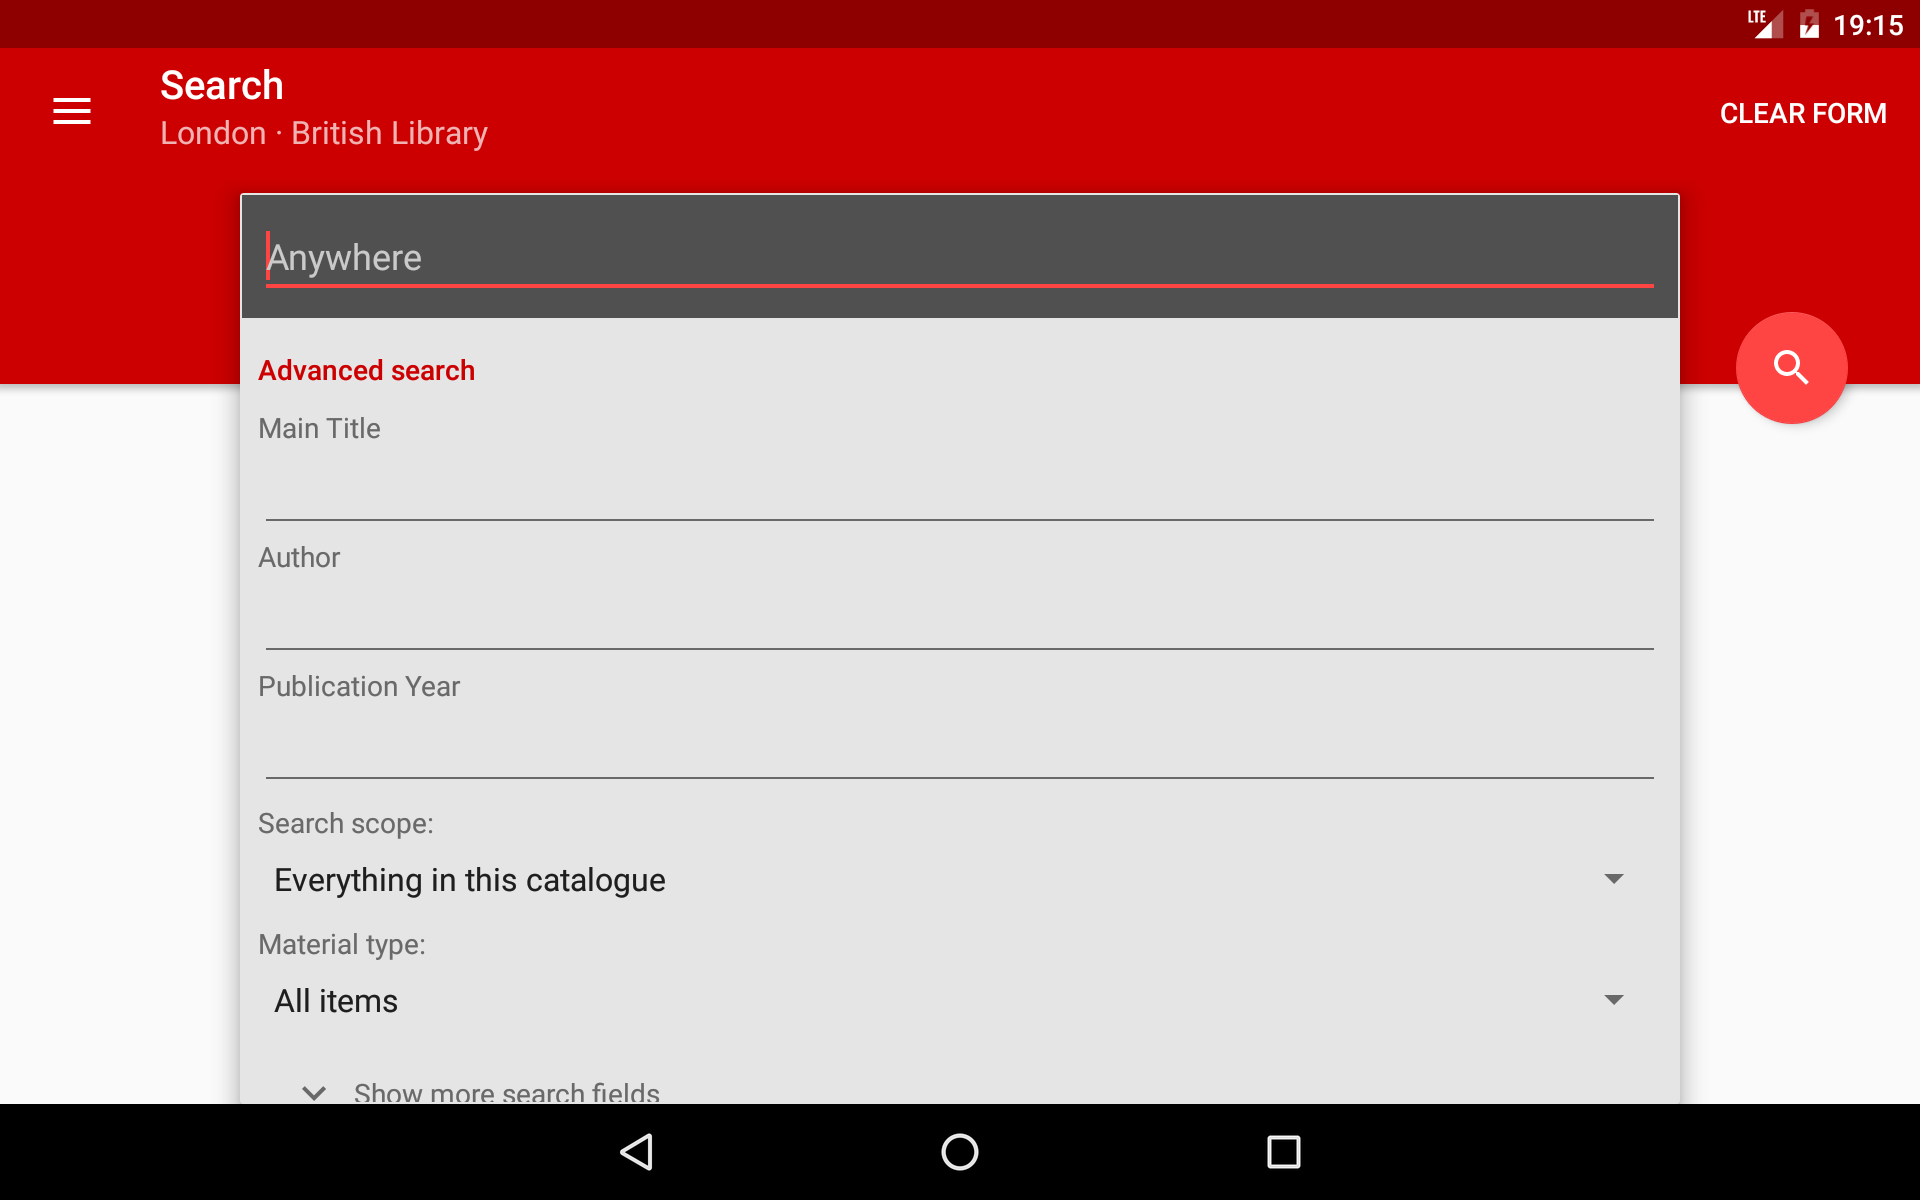 LTE 19:15
Search
London · British Library
CLEAR FORM
Anywhere
Advanced search
Main Title
Author
Publication Year
Search scope:
Everything in this catalogue
Material type:
All items
Show more search fields